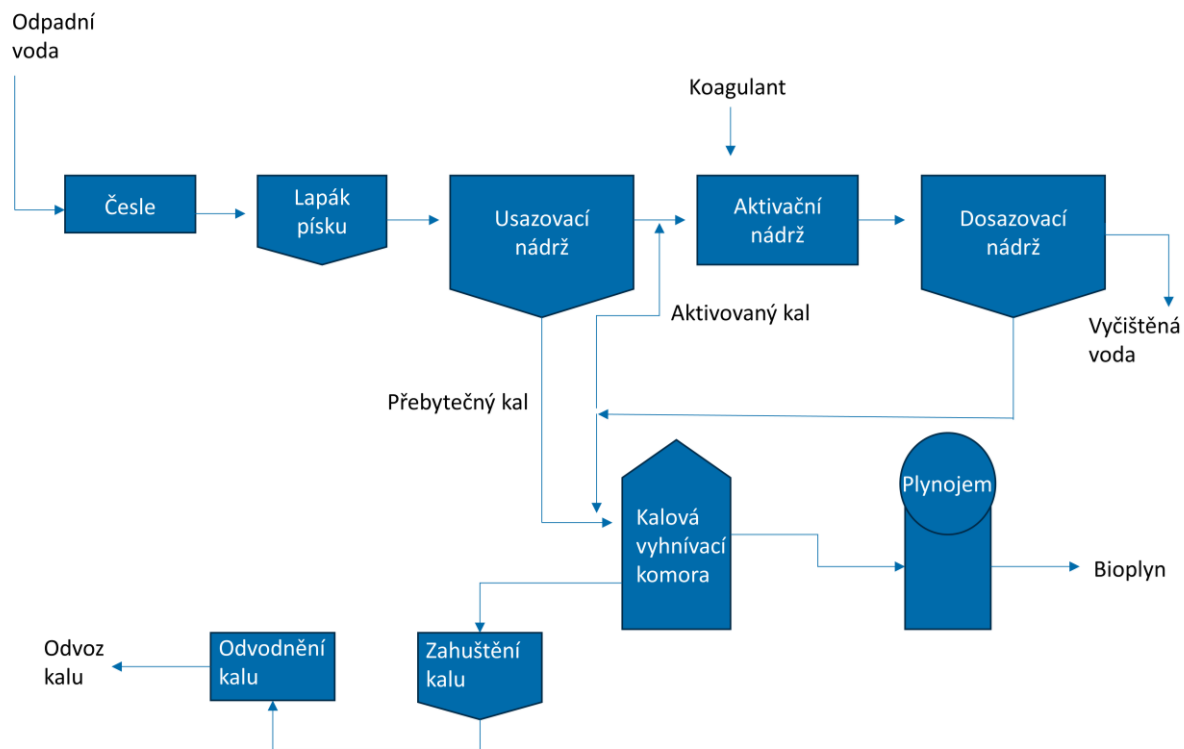 Odpadní
voda
Koagulant
Česle
Lapák
písku
Usazovací
nádrž
Aktivační
nádrž
Dosazovací
nádrž
Aktivovaný kal
Vyčištěná
voda
Přebytečný kal
Plynojem
Kalová
vyhnívací
komora
Bioplyn
Odvoz
kalu
Odvodnění
kalu
Zahuštění
kalu